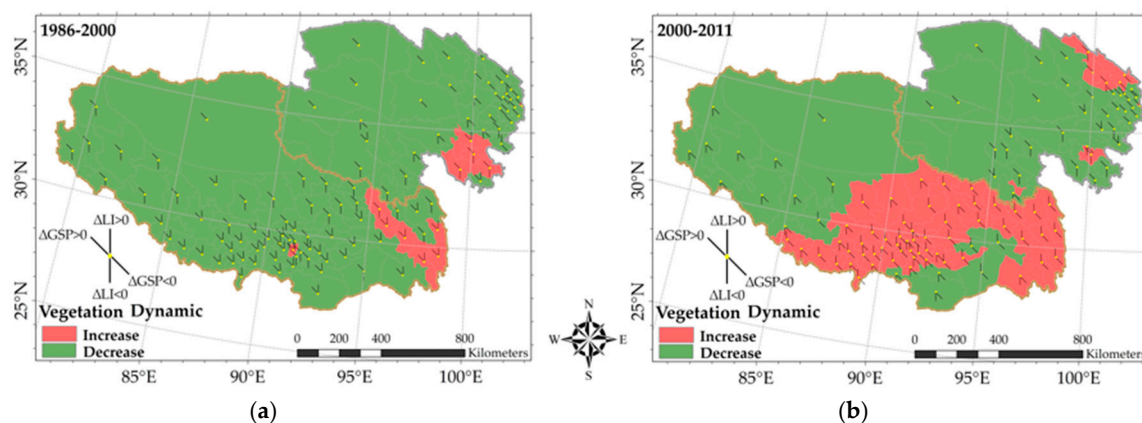 1986-2000
35°N
30°N
25°N
ΔLI>0
ΔGSP>0
ΔGSP<0
ΔLI<0
Vegetation Dynamic
Increase
Decrease
0 200 400 800
Kilometers
85°E 90°E 95°E 100°E
(a)
N
W E
S
2000-2011
35°N
30°N
25°N
ΔLI>0
ΔGSP>0
ΔGSP<0
ΔLI<0
Vegetation Dynamic
Increase
Decrease
0 200 400 800
Kilometers
85°E 90°E 95°E 100°E
(b)